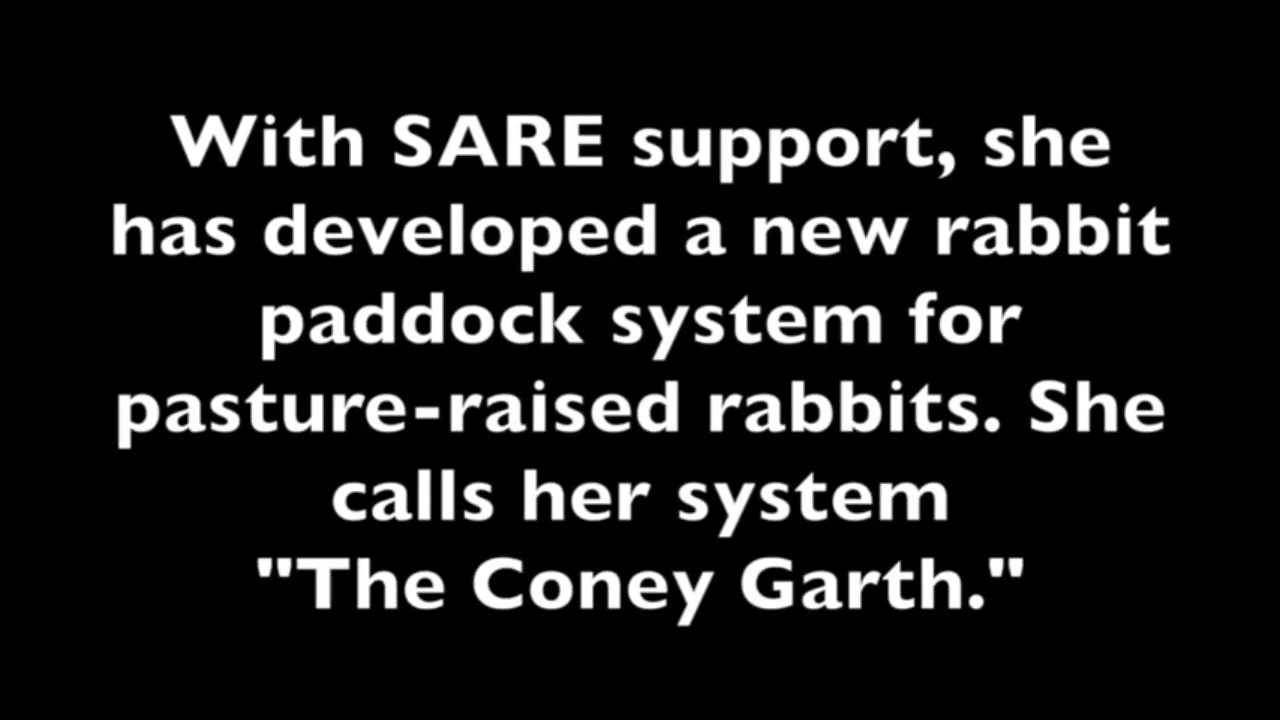 With SARE support, she
has developed a new rabbit
paddock system for
pasture-raised rabbits. She
calls her system
"The Coney Garth."